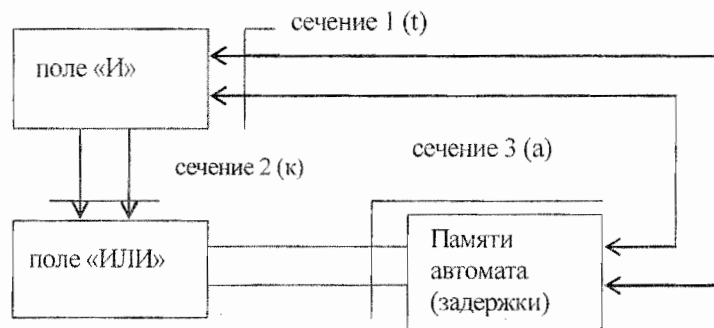 сечение 1 (t)
поле «И»
сечение 2 (к)
сечение 3 (а)
поле «ИЛИ»
Памяти
автомата
(задержки)